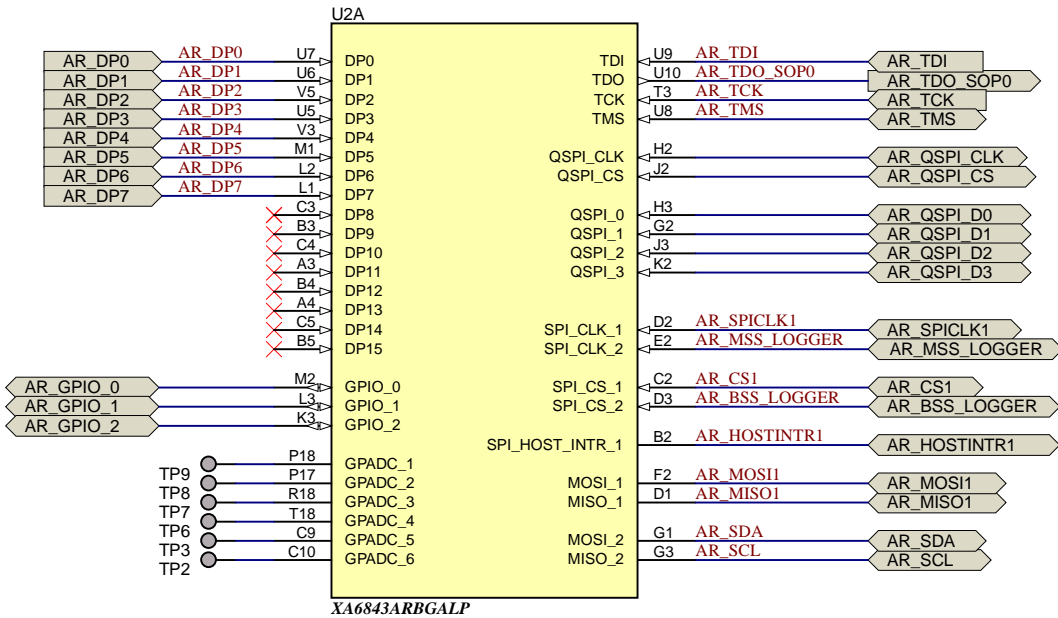 U2A
AR_DP0 AR_DP0 U7 DP0 TDI U9 AR_TDI AR_TDI
AR_DP1 AR_DP1 U6 DP1 TDO U10 AR_TDO_SOP0 AR_TDO_SOP0
AR_DP2 AR_DP2 V5 DP2 TCK T3 AR_TCK AR_TCK
AR_DP3 AR_DP3 U5 DP3 TMS U8 AR_TMS AR_TMS
AR_DP4 AR_DP4 V3 DP4
AR_DP5 AR_DP5 M1 DP5 QSPI_CLK H2 AR_QSPI_CLK
AR_DP6 AR_DP6 L2 DP6 QSPI_CS J2 AR_QSPI_CS
AR_DP7 AR_DP7 L1 DP7
C3 DP8 QSPI_0 H3 AR_QSPI_D0
B3 DP9 QSPI_1 G2 AR_QSPI_D1
C4 DP10 QSPI_2 J3 AR_QSPI_D2
A3 DP11 QSPI_3 K2 AR_QSPI_D3
B4 DP12
A4 DP13
C5 DP14 SPI_CLK_1 D2 AR_SPICLK1 AR_SPICLK1
B5 DP15 SPI_CLK_2 E2 AR_MSS_LOGGER AR_MSS_LOGGER
AR_GPIO_0 M2 GPIO_0 SPI_CS_1 C2 AR_CS1 AR_CS1
AR_GPIO_1 L3 GPIO_1 SPI_CS_2 D3 AR_BSS_LOGGER AR_BSS_LOGGER
AR_GPIO_2 K3 GPIO_2
SPI_HOST_INTR_1 B2 AR_HOSTINTR1 AR_HOSTINTR1
TP9 P18 GPADC_1
TP8 P17 GPADC_2 MOSI_1 F2 AR_MOSI1 AR_MOSI1
TP7 R18 GPADC_3 MISO_1 D1 AR_MISO1 AR_MISO1
TP6 T18 GPADC_4
TP3 C9 GPADC_5 MOSI_2 G1 AR_SDA AR_SDA
TP2 C10 GPADC_6 MISO_2 G3 AR_SCL AR_SCL
XA6843ARBGALP